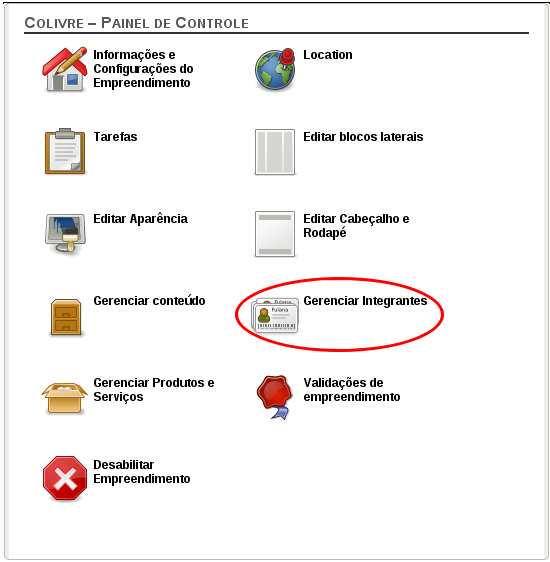 COLIVRE – PAINEL DE CONTROLE
Informações e
Configurações do
Empreendimento
Location
Tarefas
Editar blocos laterais
Editar Aparência
Editar Cabeçalho e
Rodapé
Gerenciar conteúdo
Fulana
Fulana
Gerenciar Integrantes
Gerenciar Produtos e
Serviços
Validações de
empreendimento
Desabilitar
Empreendimento